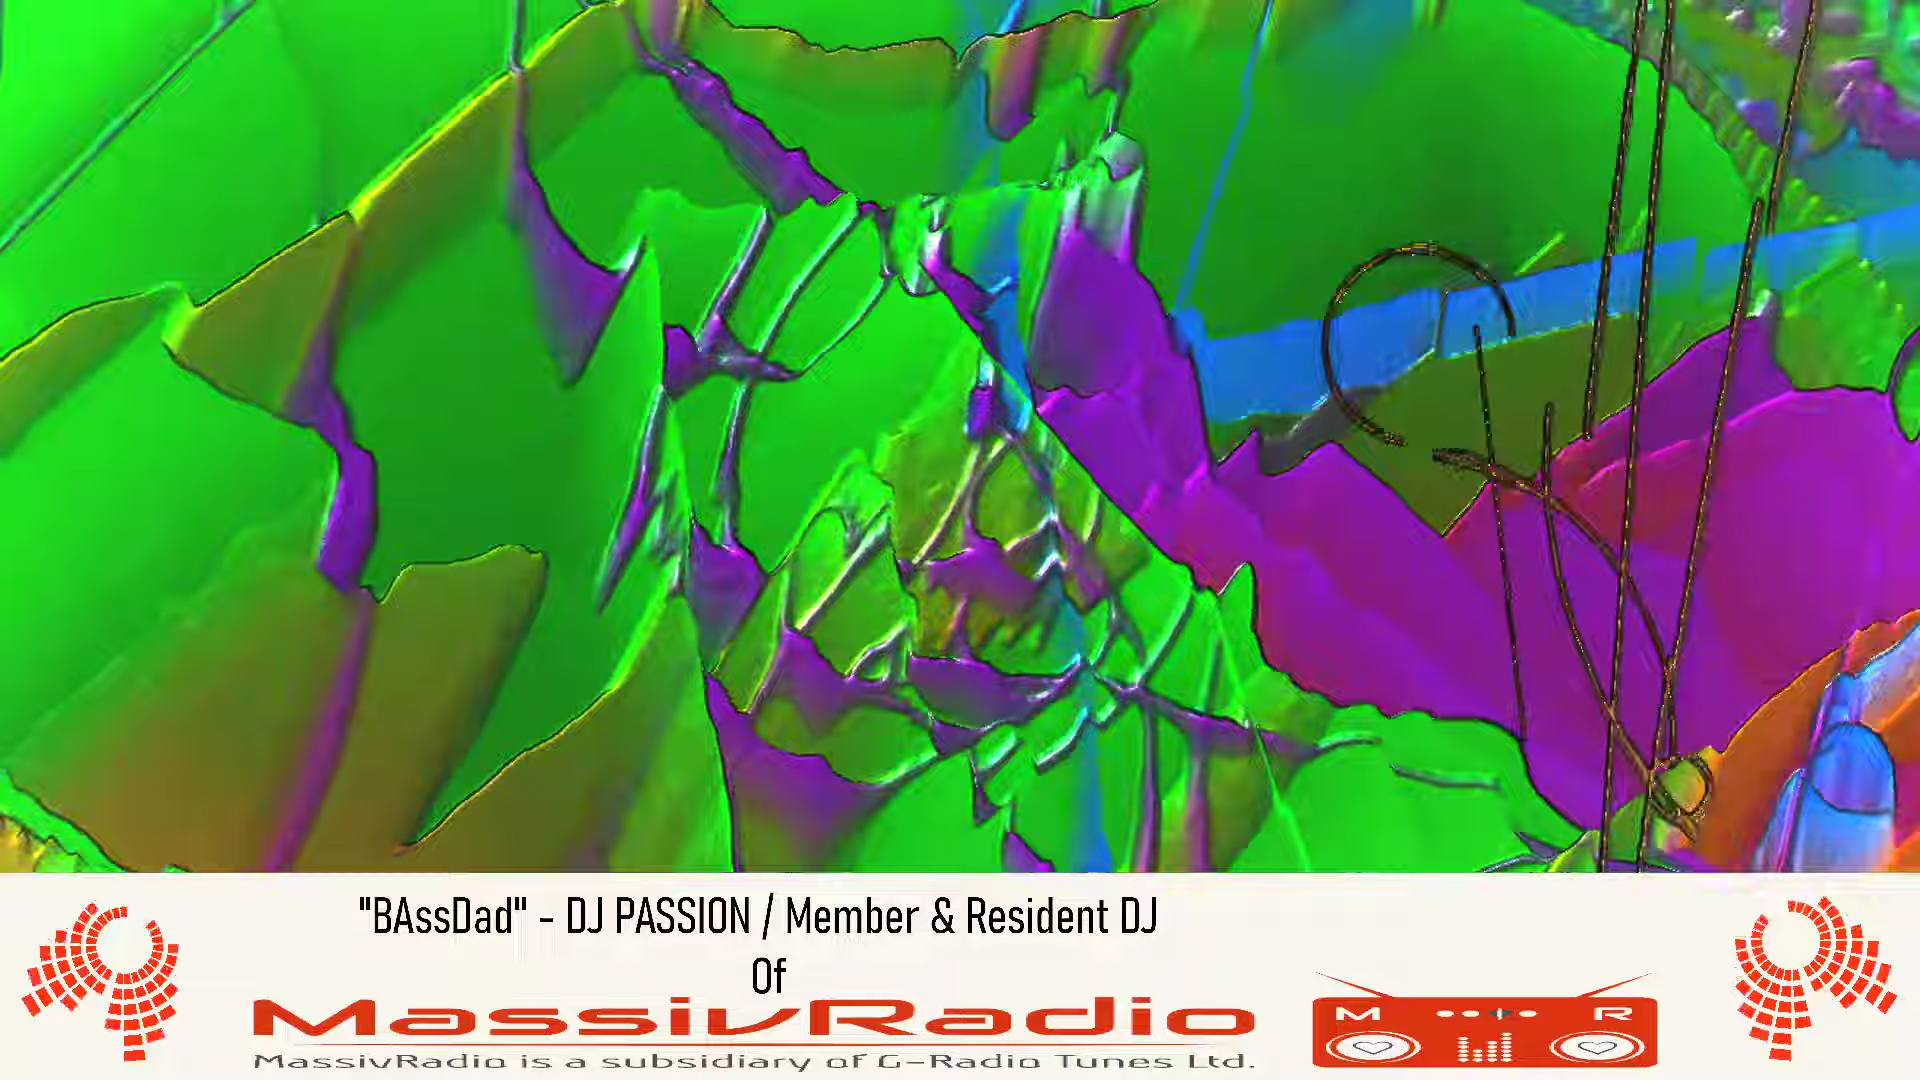 "BAssDad" - DJ PASSION / Member & Resident DJ
Of
MassivRadio
M R
MassivRadio is a subsidiary of G-Radio Tunes Ltd.